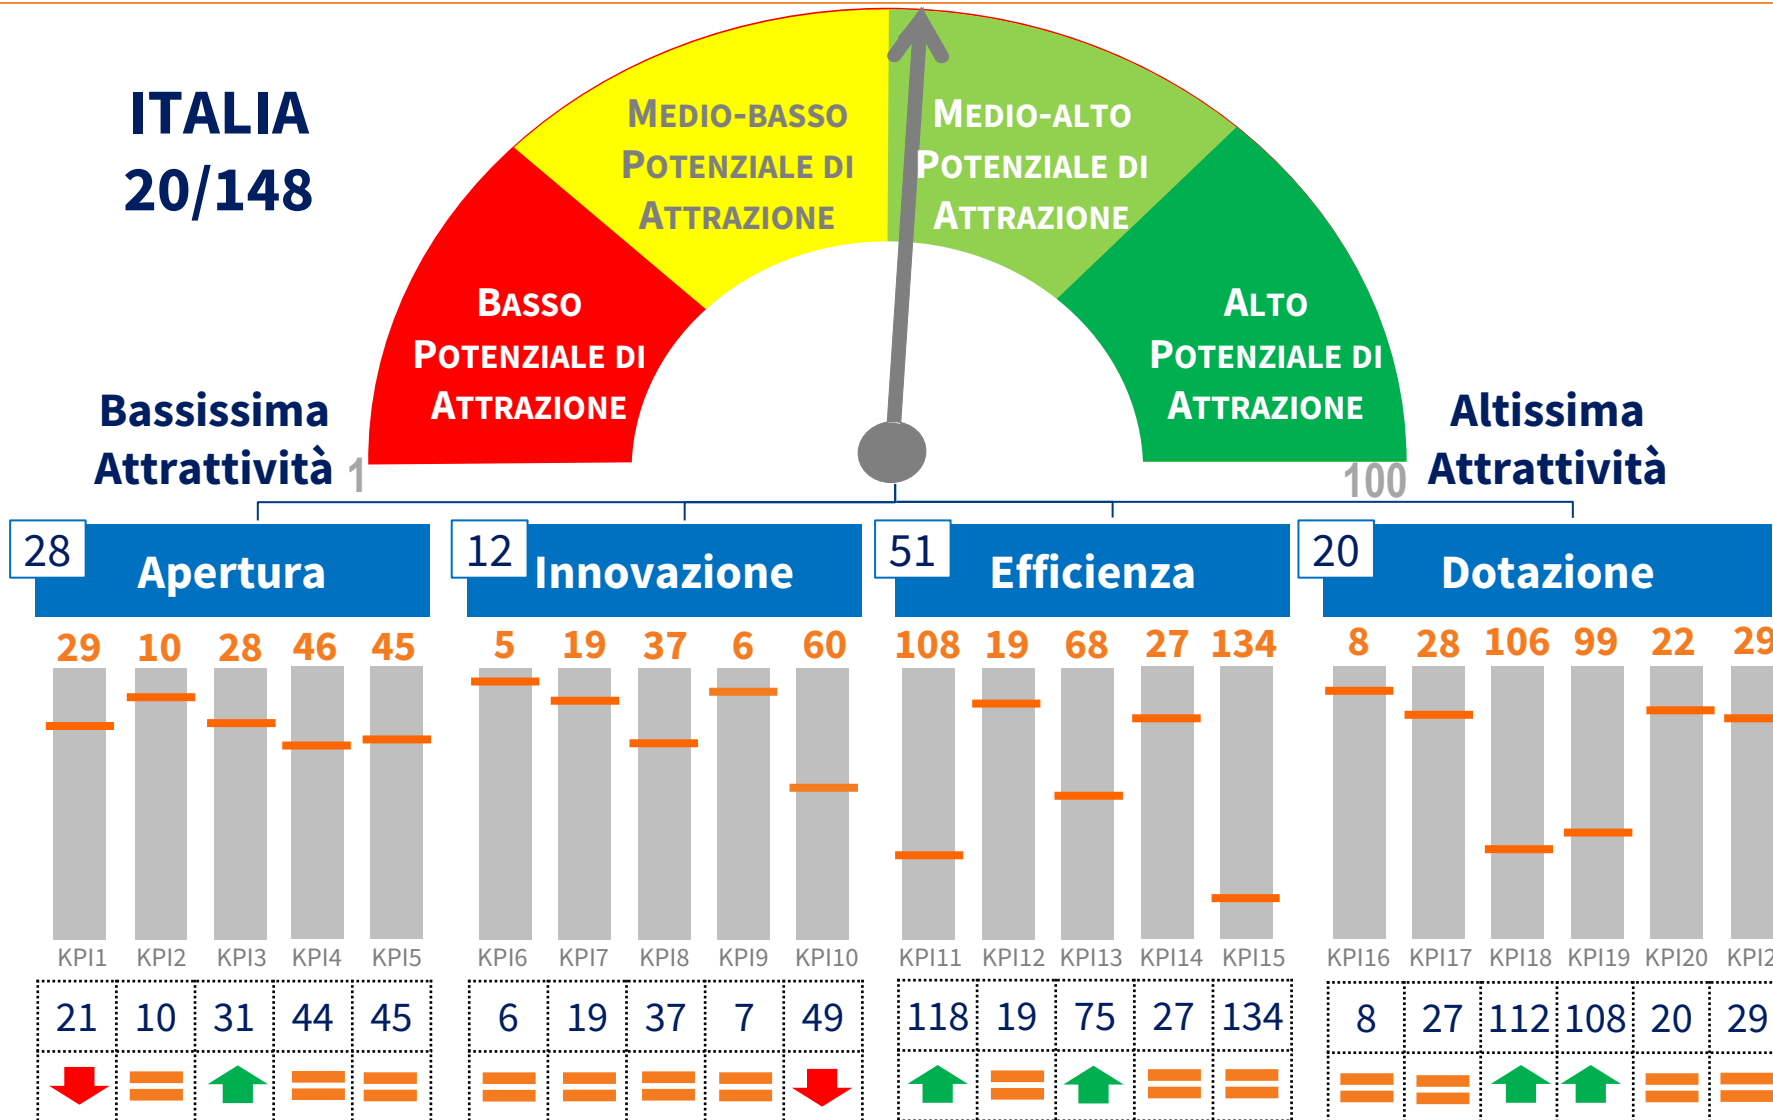 ITALIA
20/148
MEDIO-BASSO
POTENZIALE DI
ATTRAZIONE
MEDIO-ALTO
POTENZIALE DI
ATTRAZIONE
BASSO
POTENZIALE DI
ATTRAZIONE
ALTO
POTENZIALE DI
ATTRAZIONE
Bassissima
Attrattività
1
100
Altissima
Attrattività
28 Apertura
12 Innovazione
51 Efficienza
20 Dotazione
29 10 28 46 45 5 19 37 6 60 108 19 68 27 134 8 28 106 99 22 29
KPI1 KPI2 KPI3 KPI4 KPI5 KPI6 KPI7 KPI8 KPI9 KPI10 KPI11 KPI12 KPI13 KPI14 KPI15 KPI16 KPI17 KPI18 KPI19 KPI20 KPI2
21 10 31 44 45 6 19 37 7 49 118 19 75 27 134 8 27 112 108 20 29